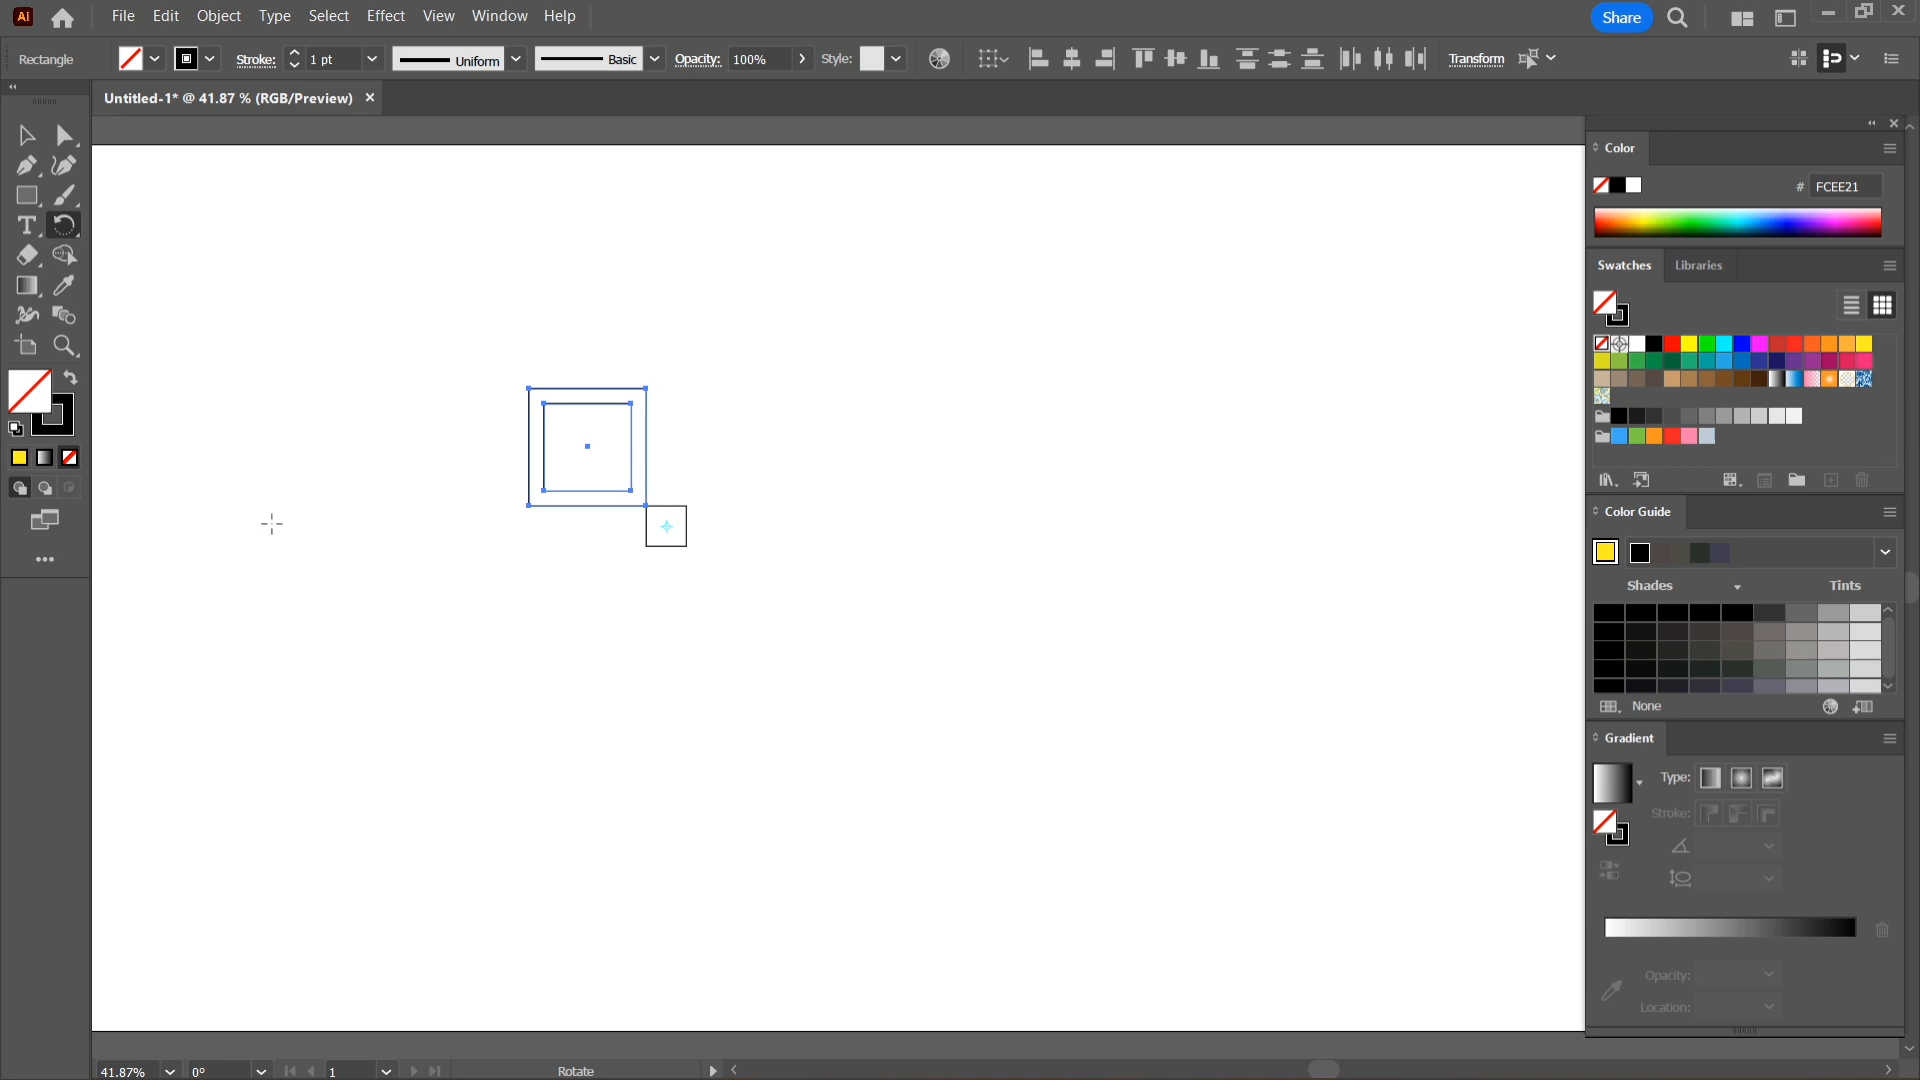 Ai File Edit Object Type Select Effect View Window Help Share
Rectangle Stroke: 1 pt Uniform Basic Opacity: 100% Style: Transform
Untitled-1* @ 41.87 % (RGB/Preview)
Color
# FCEE21
Swatches Libraries
T
Color Guide
Shades Tints
None
Gradient
Type:
Stroke:
Opacity:
Location:
41.87% 0° 1 Rotate